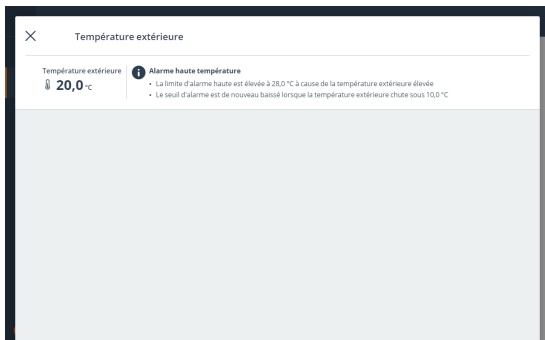 Température extérieure
Température extérieure
20,0 °C
Alarme haute température
• La limite d'alarme haute est élevée à 28,0 °C à cause de la température extérieure élevée
• Le seuil d'alarme est de nouveau baissé lorsque la température extérieure chute sous 10,0 °C